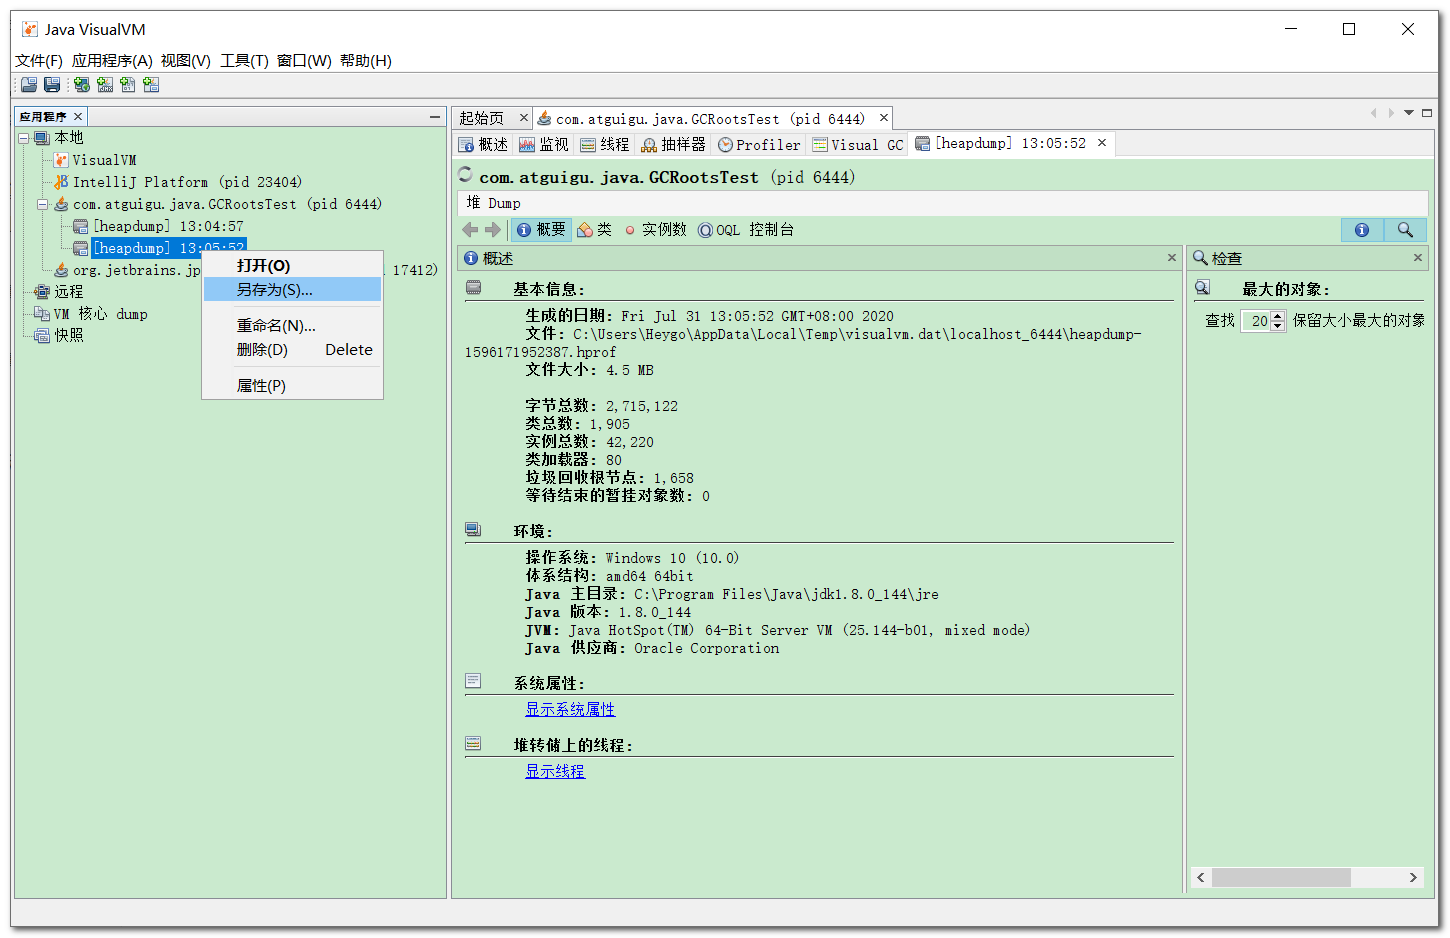 Java VisualVM
文件(F) 应用程序(A) 视图(V) 工具(T) 窗口(W) 帮助(H)
应用程序
本地
VisualVM
IntelliJ Platform (pid 23404)
com.atguigu.java.GCRootsTest (pid 6444)
[heapdump] 13:04:57
[heapdump] 13:05:52
org.jetbrains.jp 17412)
远程
VM 核心 dump
快照
打开(O)
另存为(S)...
重命名(N)...
删除(D) Delete
属性(P)
起始页 com.atguigu.java.GCRootsTest (pid 6444)
概述 监视 线程 抽样器 Profiler Visual GC [heapdump] 13:05:52
com.atguigu.java.GCRootsTest (pid 6444)
堆 Dump
概要 类 实例数 OQL 控制台
概述
基本信息:
生成的日期: Fri Jul 31 13:05:52 GMT+08:00 2020
文件: C:\Users\Heygo\AppData\Local\Temp\visualvm.dat\localhost_6444\heapdump-
1596171952387.hprof
文件大小: 4.5 MB
字节总数: 2,715,122
类总数: 1,905
实例总数: 42,220
类加载器: 80
垃圾回收根节点: 1,658
等待结束的暂挂对象数: 0
环境:
操作系统: Windows 10 (10.0)
体系结构: amd64 64bit
Java 主目录: C:\Program Files\Java\jdk1.8.0_144\jre
Java 版本: 1.8.0_144
JVM: Java HotSpot(TM) 64-Bit Server VM (25.144-b01, mixed mode)
Java 供应商: Oracle Corporation
系统属性:
显示系统属性
堆转储上的线程:
显示线程
检查
最大的对象:
查找 20 保留大小最大的对象